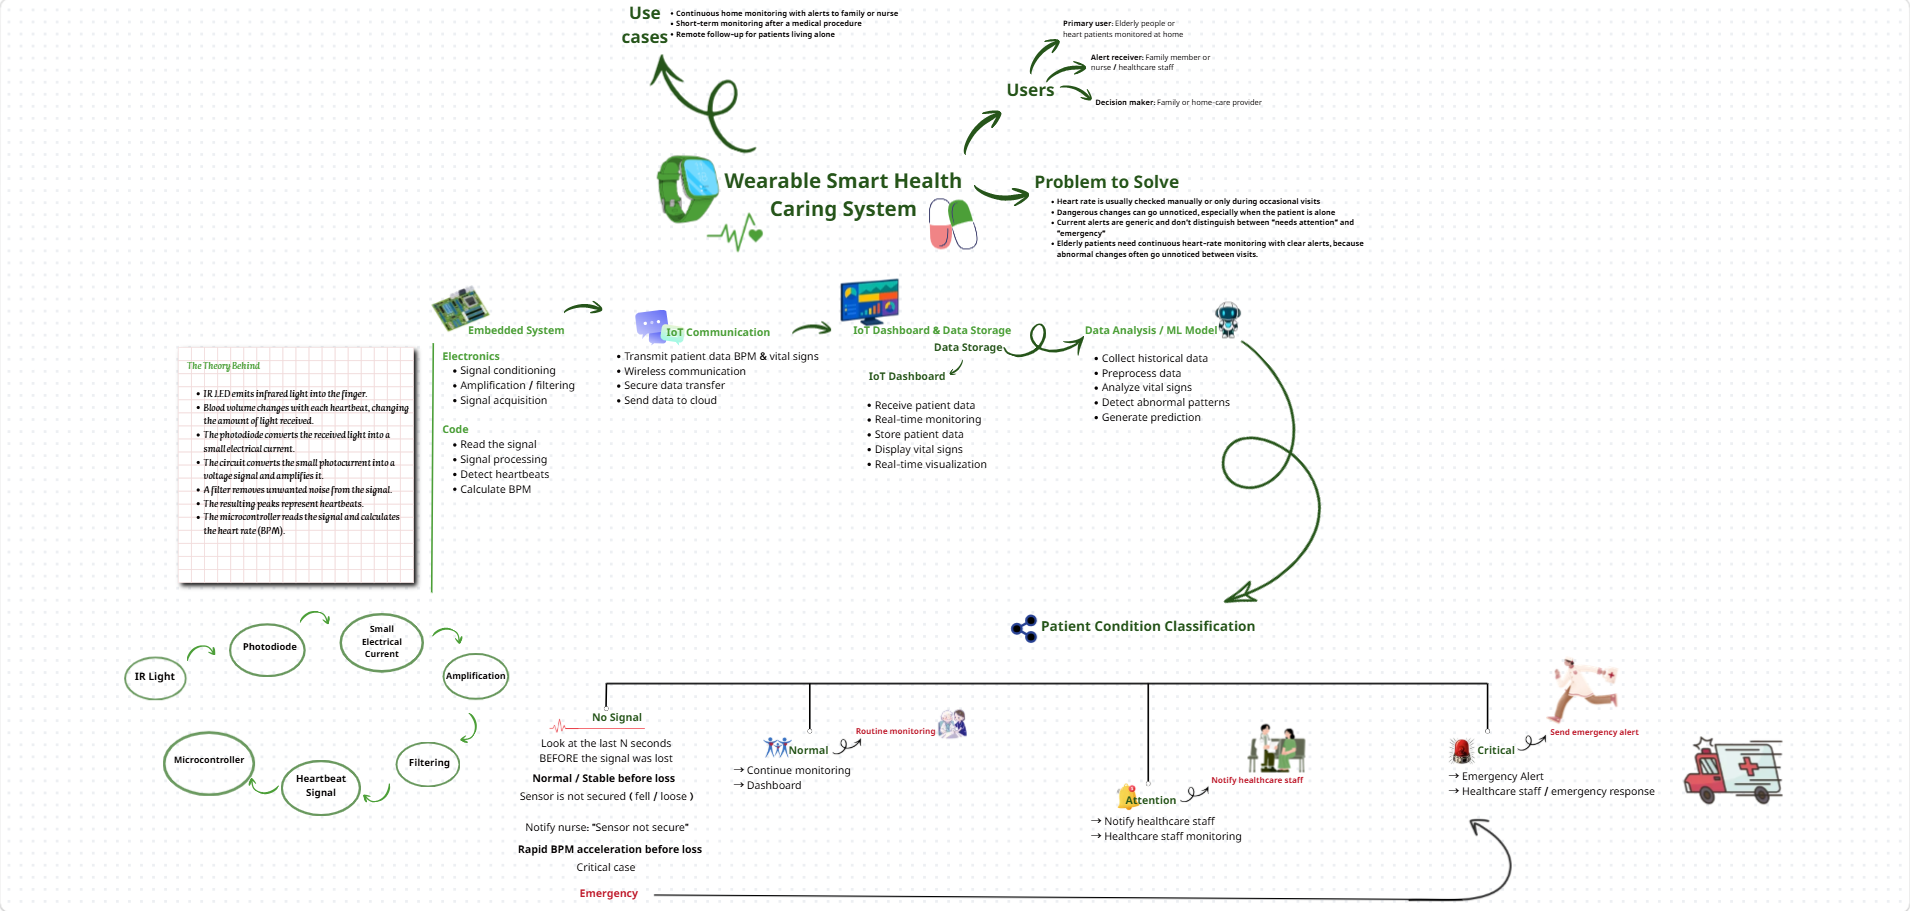 Use
cases
• Continuous home monitoring with alerts to family or nurse
• Short-term monitoring after a medical procedure
• Remote follow-up for patients living alone
Primary user: Elderly people or
heart patients monitored at home
Alert receiver: Family member or
nurse / healthcare staff
Users
Decision maker: Family or home-care provider
Wearable Smart Health
Caring System
Problem to Solve
• Heart rate is usually checked manually or only during occasional visits
• Dangerous changes can go unnoticed, especially when the patient is alone
• Current alerts are generic and don't distinguish between "needs attention" and
"emergency"
• Elderly patients need continuous heart-rate monitoring with clear alerts, because
abnormal changes often go unnoticed between visits.
Embedded System
IoT Communication
IoT Dashboard & Data Storage
Data Analysis / ML Model
The Theory Behind
• IR LED emits infrared light into the finger.
• Blood volume changes with each heartbeat, changing
the amount of light received.
• The photodiode converts the received light into a
small electrical current.
• The circuit converts the small photocurrent into a
voltage signal and amplifies it.
• A filter removes unwanted noise from the signal.
• The resulting peaks represent heartbeats.
• The microcontroller reads the signal and calculates
the heart rate (BPM).
Electronics
• Signal conditioning
• Amplification / filtering
• Signal acquisition
Code
• Read the signal
• Signal processing
• Detect heartbeats
• Calculate BPM
• Transmit patient data BPM & vital signs
• Wireless communication
• Secure data transfer
• Send data to cloud
Data Storage
IoT Dashboard
• Receive patient data
• Real-time monitoring
• Store patient data
• Display vital signs
• Real-time visualization
• Collect historical data
• Preprocess data
• Analyze vital signs
• Detect abnormal patterns
• Generate prediction
Patient Condition Classification
IR Light
Photodiode
Small
Electrical
Current
Amplification
Filtering
Heartbeat
Signal
Microcontroller
No Signal
Look at the last N seconds
BEFORE the signal was lost
Normal / Stable before loss
Sensor is not secured ( fell / loose )
Notify nurse: "Sensor not secure"
Rapid BPM acceleration before loss
Critical case
Emergency
Routine monitoring
Normal
→ Continue monitoring
→ Dashboard
Notify healthcare staff
Attention
→ Notify healthcare staff
→ Healthcare staff monitoring
Send emergency alert
Critical
→ Emergency Alert
→ Healthcare staff / emergency response